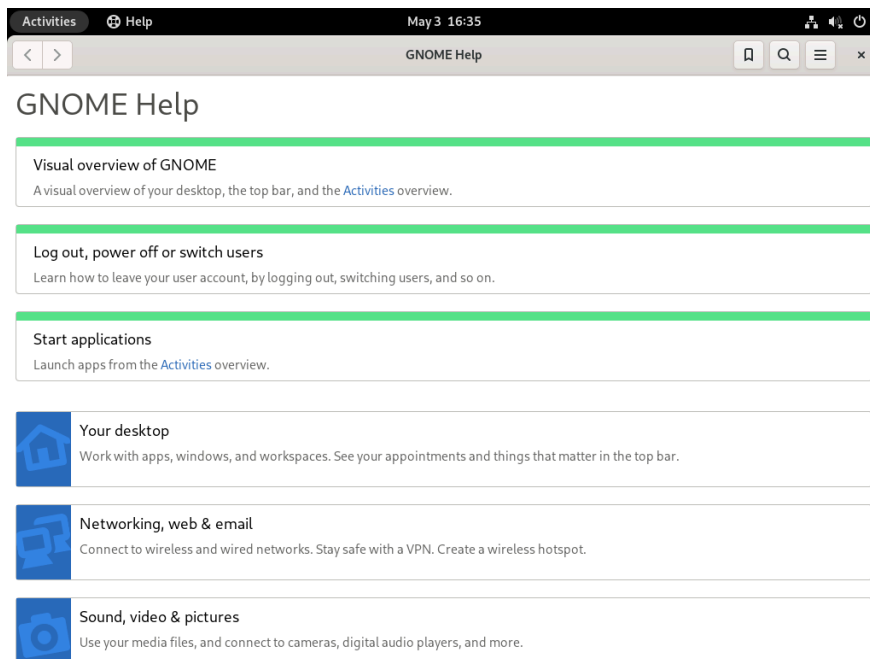 Activities Help May 3 16:35
GNOME Help
GNOME Help
Visual overview of GNOME
A visual overview of your desktop, the top bar, and the Activities overview.
Log out, power off or switch users
Learn how to leave your user account, by logging out, switching users, and so on.
Start applications
Launch apps from the Activities overview.
Your desktop
Work with apps, windows, and workspaces. See your appointments and things that matter in the top bar.
Networking, web & email
Connect to wireless and wired networks. Stay safe with a VPN. Create a wireless hotspot.
Sound, video & pictures
Use your media files, and connect to cameras, digital audio players, and more.